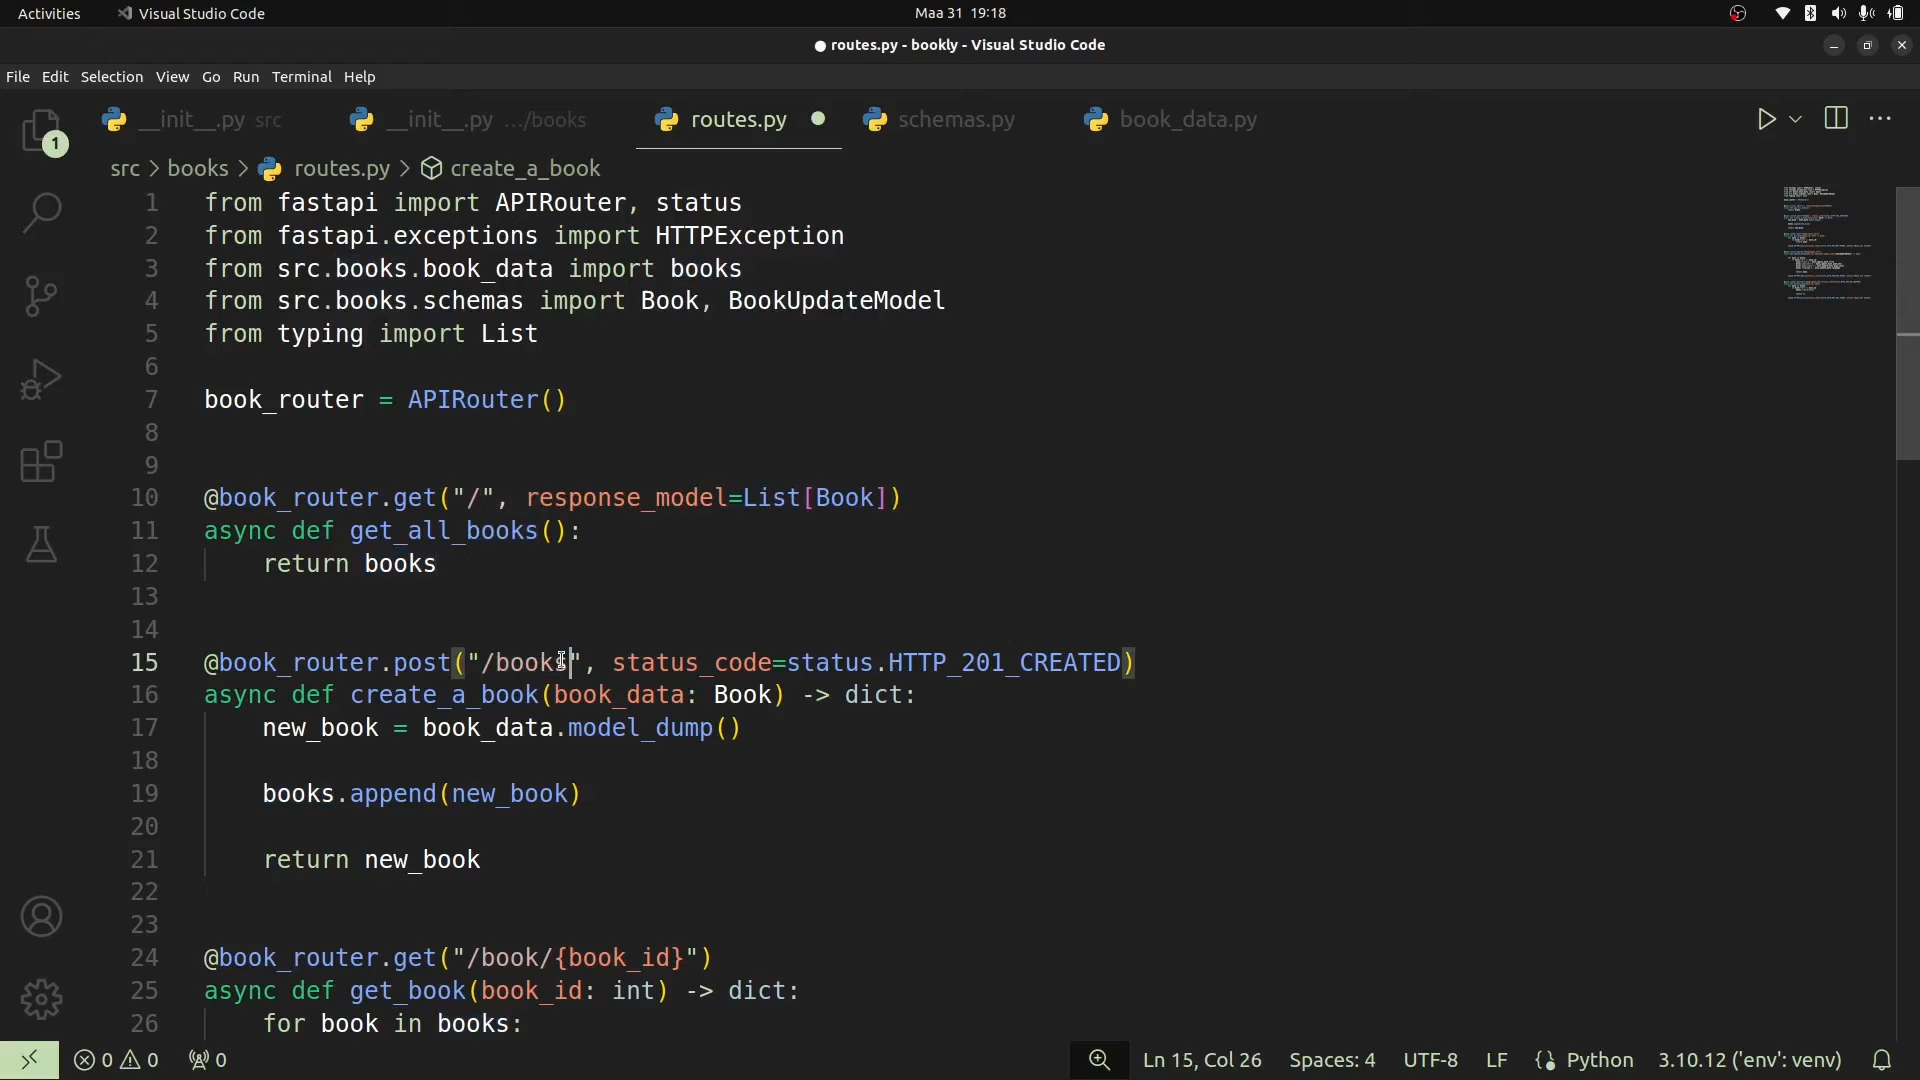 Activities Visual Studio Code Maa 31 19:18
routes.py - bookly - Visual Studio Code
File Edit Selection View Go Run Terminal Help
1 __init__.py src __init__.py .../books routes.py schemas.py book_data.py
src > books > routes.py > create_a_book
1 from fastapi import APIRouter, status
2 from fastapi.exceptions import HTTPException
3 from src.books.book_data import books
4 from src.books.schemas import Book, BookUpdateModel
5 from typing import List
6
7 book_router = APIRouter()
8
9
10 @book_router.get("/", response_model=List[Book])
11 async def get_all_books():
12     return books
13
14
15 @book_router.post("/books", status_code=status.HTTP_201_CREATED)
16 async def create_a_book(book_data: Book) -> dict:
17     new_book = book_data.model_dump()
18
19     books.append(new_book)
20
21     return new_book
22
23
24 @book_router.get("/book/{book_id}")
25 async def get_book(book_id: int) -> dict:
26     for book in books:
0 0 0 Ln 15, Col 26 Spaces: 4 UTF-8 LF Python 3.10.12 ('env': venv)